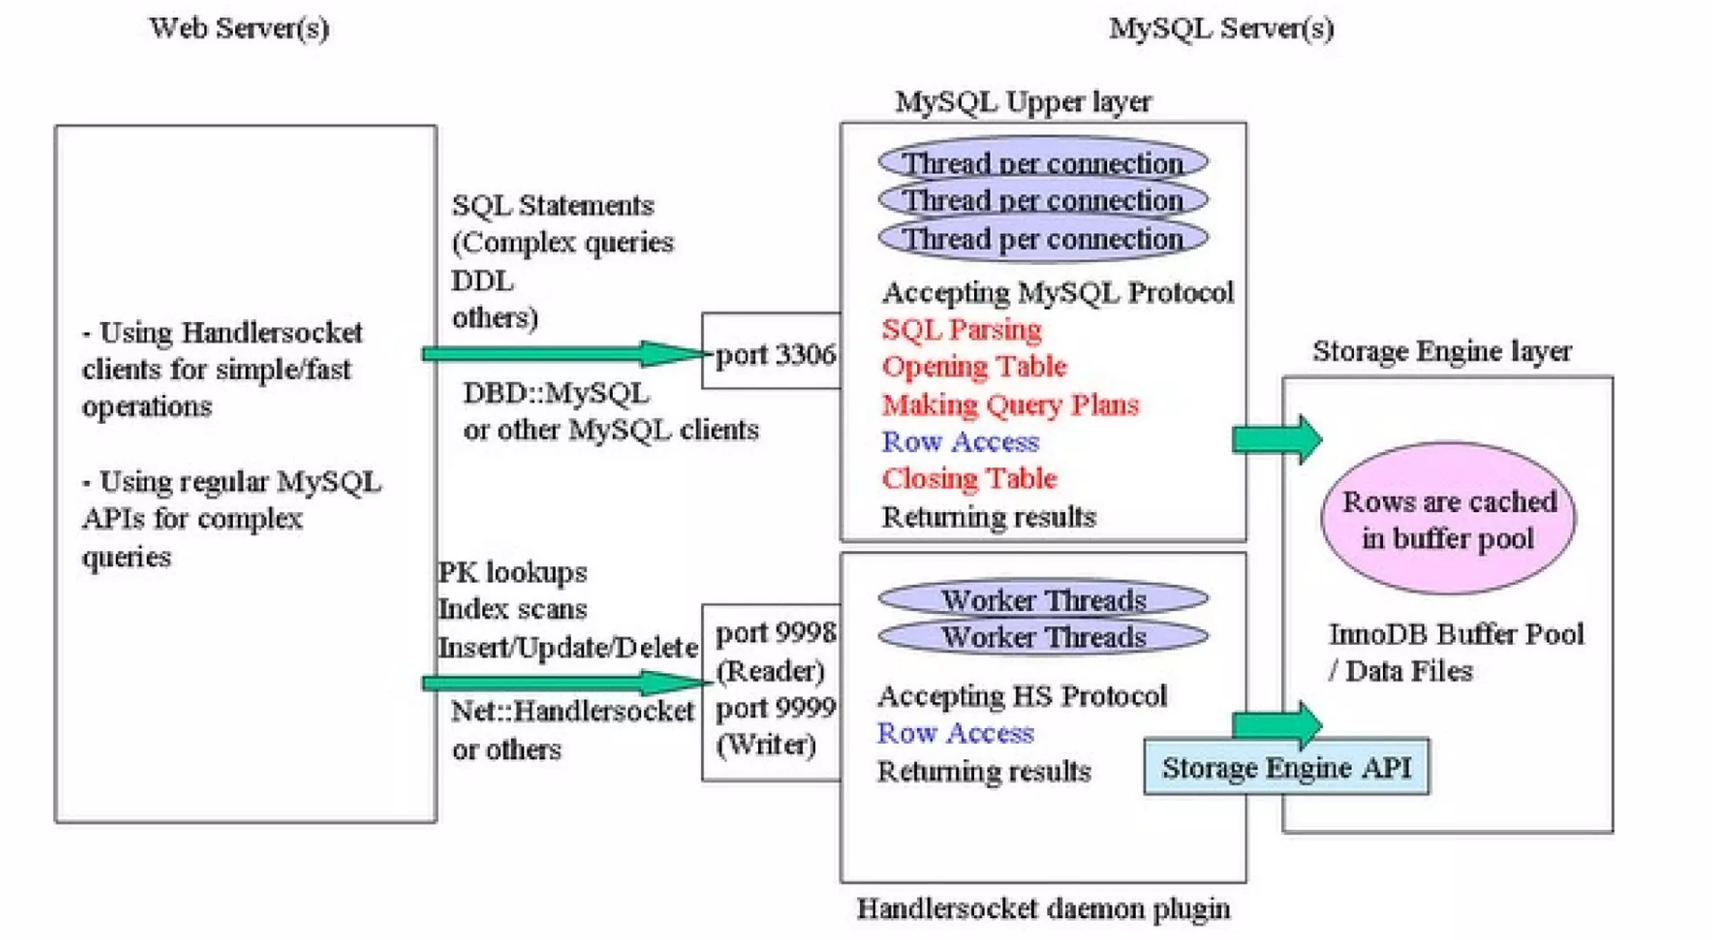 Web Server(s)
MySQL Server(s)
- Using Handlersocket
clients for simple/fast
operations
- Using regular MySQL
APIs for complex
queries
SQL Statements
(Complex queries
DDL
others)
DBD::MySQL
or other MySQL clients
port 3306
PK lookups
Index scans
Insert/Update/Delete
Net::Handlersocket
or others
port 9998
(Reader)
port 9999
(Writer)
MySQL Upper layer
Thread per connection
Thread per connection
Thread per connection
Accepting MySQL Protocol
SQL Parsing
Opening Table
Making Query Plans
Row Access
Closing Table
Returning results
Worker Threads
Worker Threads
Accepting HS Protocol
Row Access
Returning results
Handlersocket daemon plugin
Storage Engine API
Storage Engine layer
Rows are cached
in buffer pool
InnoDB Buffer Pool
/ Data Files